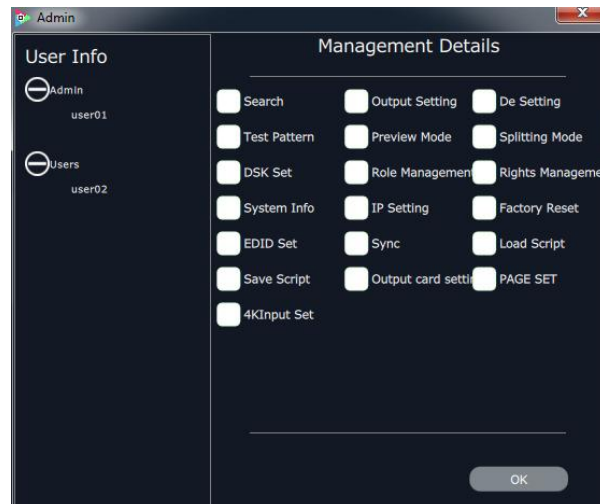 Admin
User Info
Admin
user01
Users
user02
Management Details
Search Output Setting De Setting
Test Pattern Preview Mode Splitting Mode
DSK Set Role Management Rights Manageme
System Info IP Setting Factory Reset
EDID Set Sync Load Script
Save Script Output card settin PAGE SET
4KInput Set
OK